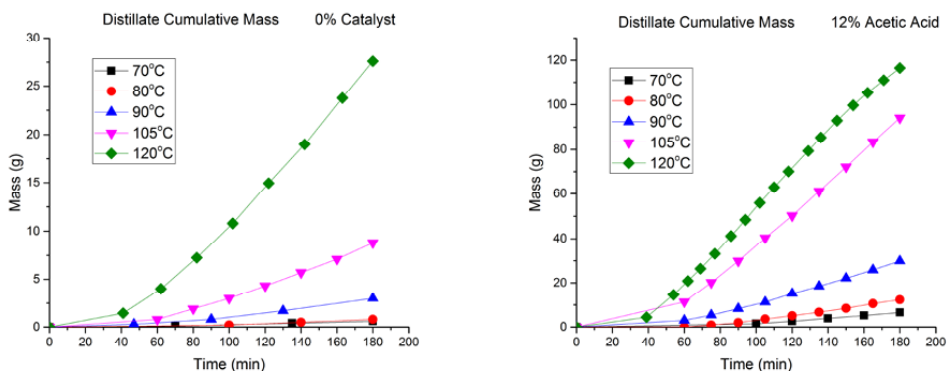 Distillate Cumulative Mass 0% Catalyst
30
25
20
15
10
5
0
Mass (g)
70°C
80°C
90°C
105°C
120°C
0 20 40 60 80 100 120 140 160 180 200
Time (min)
Distillate Cumulative Mass 12% Acetic Acid
120
100
80
60
40
20
0
Mass (g)
70°C
80°C
90°C
105°C
120°C
0 20 40 60 80 100 120 140 160 180 200
Time (min)